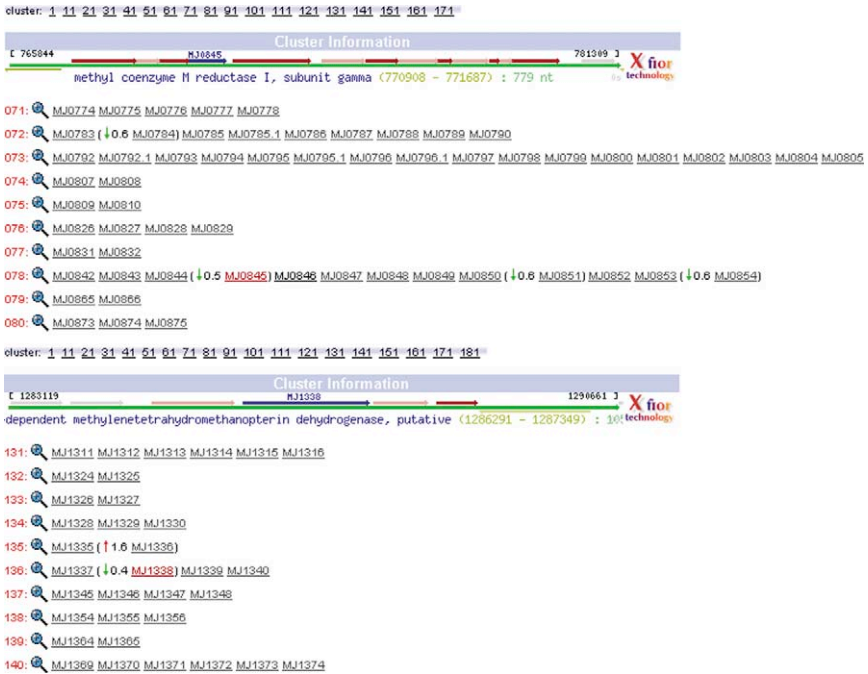 cluster: 1 11 21 31 41 51 61 71 81 91 101 111 121 131 141 151 161 171
Cluster Information
[ 765844 MJ0845 781309 ]
X fior
technology
methyl coenzyme M reductase I, subunit gamma (770908 - 771687) : 779 nt
071: MJ0774 MJ0775 MJ0776 MJ0777 MJ0778
072: MJ0783 (↓0.6 MJ0784) MJ0785 MJ0785.1 MJ0786 MJ0787 MJ0788 MJ0789 MJ0790
073: MJ0792 MJ0792.1 MJ0793 MJ0794 MJ0795 MJ0795.1 MJ0796 MJ0796.1 MJ0797 MJ0798 MJ0799 MJ0800 MJ0801 MJ0802 MJ0803 MJ0804 MJ0805
074: MJ0807 MJ0808
075: MJ0809 MJ0810
076: MJ0826 MJ0827 MJ0828 MJ0829
077: MJ0831 MJ0832
078: MJ0842 MJ0843 MJ0844 (↓0.5 MJ0845) MJ0846 MJ0847 MJ0848 MJ0849 MJ0850 (↓0.6 MJ0851) MJ0852 MJ0853 (↓0.6 MJ0854)
079: MJ0865 MJ0866
080: MJ0873 MJ0874 MJ0875
cluster: 1 11 21 31 41 51 61 71 81 91 101 111 121 131 141 151 161 171 181
Cluster Information
[ 1283119 MJ1338 1290661 ]
X fior
technology
-dependent methylenetetrahydromethanopterin dehydrogenase, putative (1286291 - 1287349) :
131: MJ1311 MJ1312 MJ1313 MJ1314 MJ1315 MJ1316
132: MJ1324 MJ1325
133: MJ1326 MJ1327
134: MJ1328 MJ1329 MJ1330
135: MJ1335 (↑1.6 MJ1336)
136: MJ1337 (↓0.4 MJ1338) MJ1339 MJ1340
137: MJ1345 MJ1346 MJ1347 MJ1348
138: MJ1354 MJ1355 MJ1356
139: MJ1364 MJ1365
140: MJ1369 MJ1370 MJ1371 MJ1372 MJ1373 MJ1374